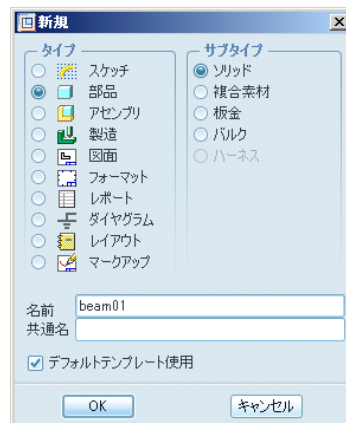 新規
タイプ
スケッチ
部品
アセンブリ
製造
図面
フォーマット
レポート
ダイヤグラム
レイアウト
マークアップ
サブタイプ
ソリッド
複合素材
板金
バルク
ハーネス
名前 beam01
共通名
デフォルトテンプレート使用
OK キャンセル